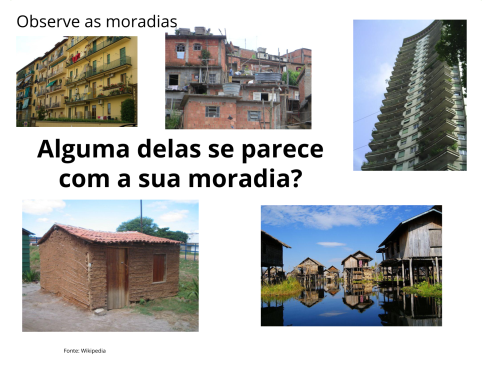 Observe as moradias
Alguma delas se parece
com a sua moradia?
Fonte: Wikipedia